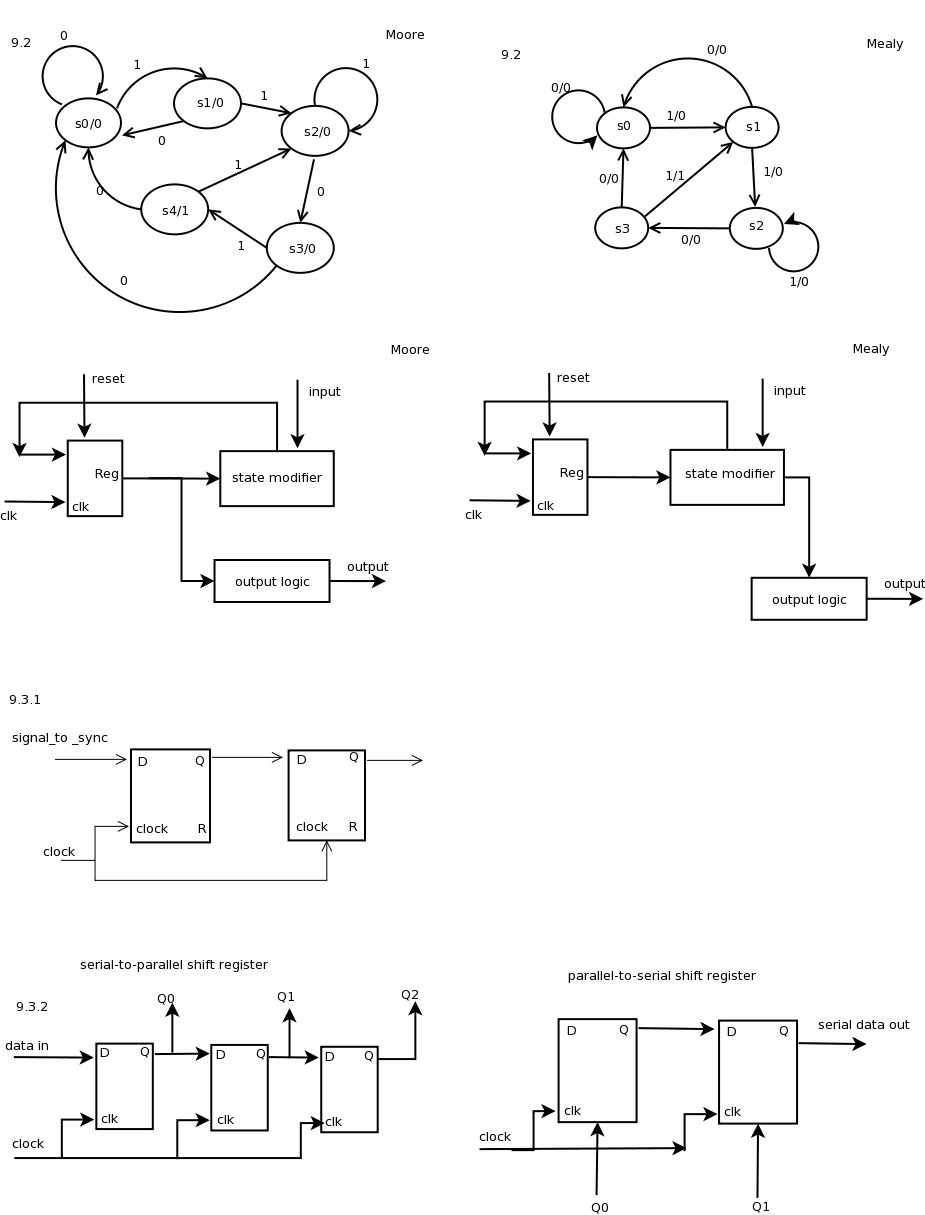 9.2
Moore
0
1
s0/0
s1/0
1
1
s2/0
0
1
0
0
s4/1
1
s3/0
0
9.2
Mealy
0/0
0/0
s0
1/0
s1
0/0
1/1
1/0
s3
s2
0/0
1/0
Moore
reset
input
Reg
state modifier
clk
clk
output
output logic
Mealy
reset
input
Reg
state modifier
clk
clk
output
output logic
9.3.1
signal_to _sync
D Q
D Q
clock R
clock R
clock
serial-to-parallel shift register
9.3.2
Q0
Q1
Q2
data in
D Q
D Q
D Q
clk
clk
clk
clock
parallel-to-serial shift register
D Q
D Q
serial data out
clk
clk
clock
Q0
Q1